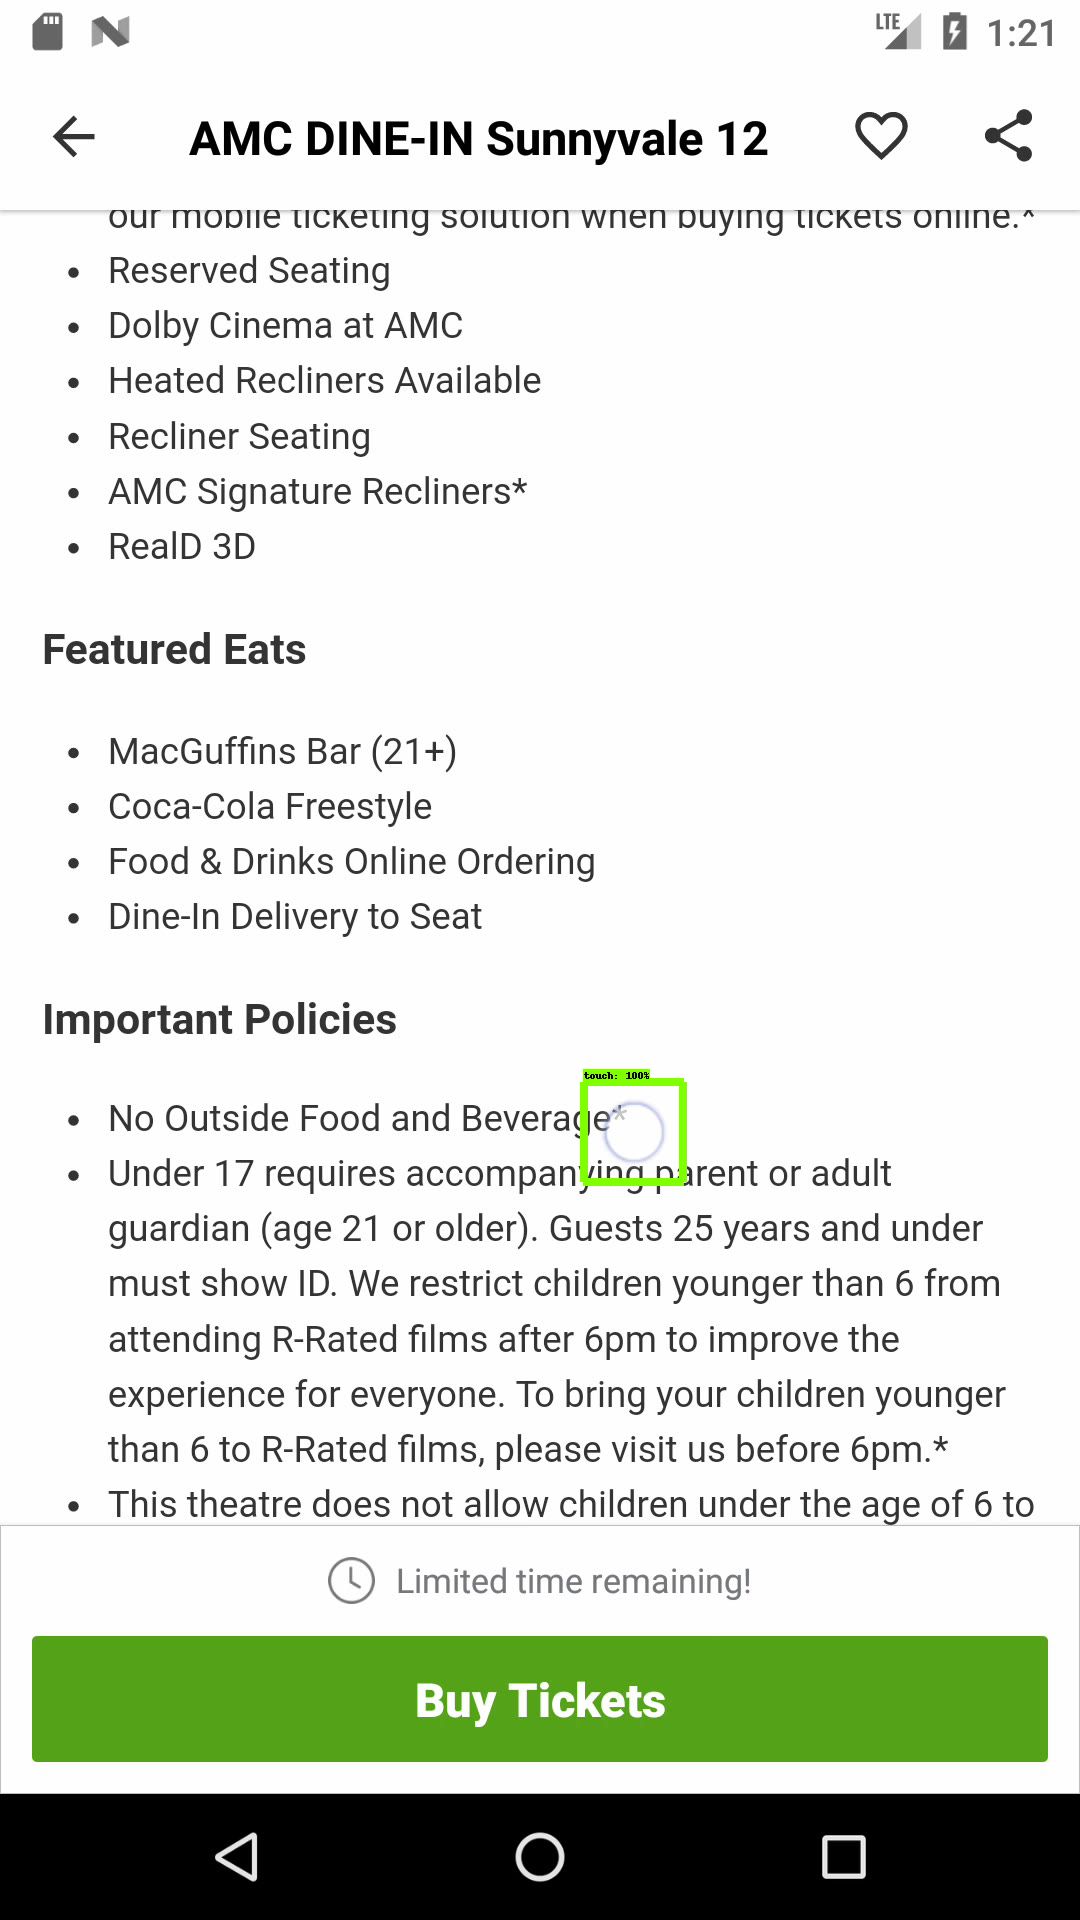 LTE 1:21
AMC DINE-IN Sunnyvale 12
our mobile ticketing solution when buying tickets online.*
• Reserved Seating
• Dolby Cinema at AMC
• Heated Recliners Available
• Recliner Seating
• AMC Signature Recliners*
• RealD 3D
Featured Eats
• MacGuffins Bar (21+)
• Coca-Cola Freestyle
• Food & Drinks Online Ordering
• Dine-In Delivery to Seat
Important Policies
touch: 100%
• No Outside Food and Beverage*
• Under 17 requires accompanying parent or adult
guardian (age 21 or older). Guests 25 years and under
must show ID. We restrict children younger than 6 from
attending R-Rated films after 6pm to improve the
experience for everyone. To bring your children younger
than 6 to R-Rated films, please visit us before 6pm.*
• This theatre does not allow children under the age of 6 to
Limited time remaining!
Buy Tickets